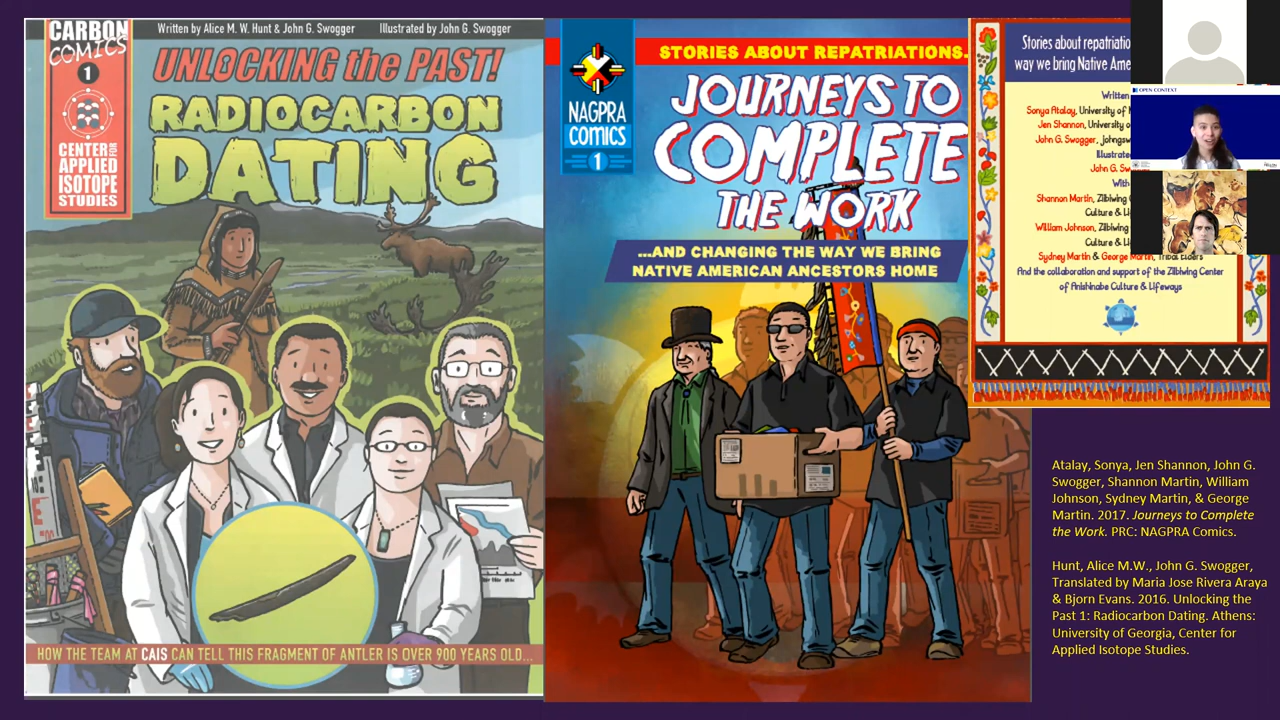 CARBON
COMICS
1
CENTER FOR
APPLIED
ISOTOPE
STUDIES
Written by Alice M. W. Hunt & John G. Swogger Illustrated by John G. Swogger
UNLOCKING the PAST!
RADIOCARBON
DATING
HOW THE TEAM AT CAIS CAN TELL THIS FRAGMENT OF ANTLER IS OVER 900 YEARS OLD...
NAGPRA
COMICS
1
STORIES ABOUT REPATRIATIONS.
JOURNEYS TO
COMPLETE
THE WORK
...AND CHANGING THE WAY WE BRING
NATIVE AMERICAN ANCESTORS HOME
Stories about repatriatio
way we bring Native Ame
Written
Sonya Atalay, University of
Jen Shannon, University o
John G. Swogger, Johngsw
Illustrate
John G. Sw
With
Shannon Martin, Ziibiwing
Culture & Li
William Johnson, Ziibiwing
Culture & Li
Sydney Martin & George Martin, Tribal Elders
And the collaboration and support of the Ziibiwing Center
of Anishinabe Culture & Lifeways
OPEN CONTEXT
Atalay, Sonya, Jen Shannon, John G.
Swogger, Shannon Martin, William
Johnson, Sydney Martin, & George
Martin. 2017. Journeys to Complete
the Work. PRC: NAGPRA Comics.
Hunt, Alice M.W., John G. Swogger,
Translated by Maria Jose Rivera Araya
& Bjorn Evans. 2016. Unlocking the
Past 1: Radiocarbon Dating. Athens:
University of Georgia, Center for
Applied Isotope Studies.